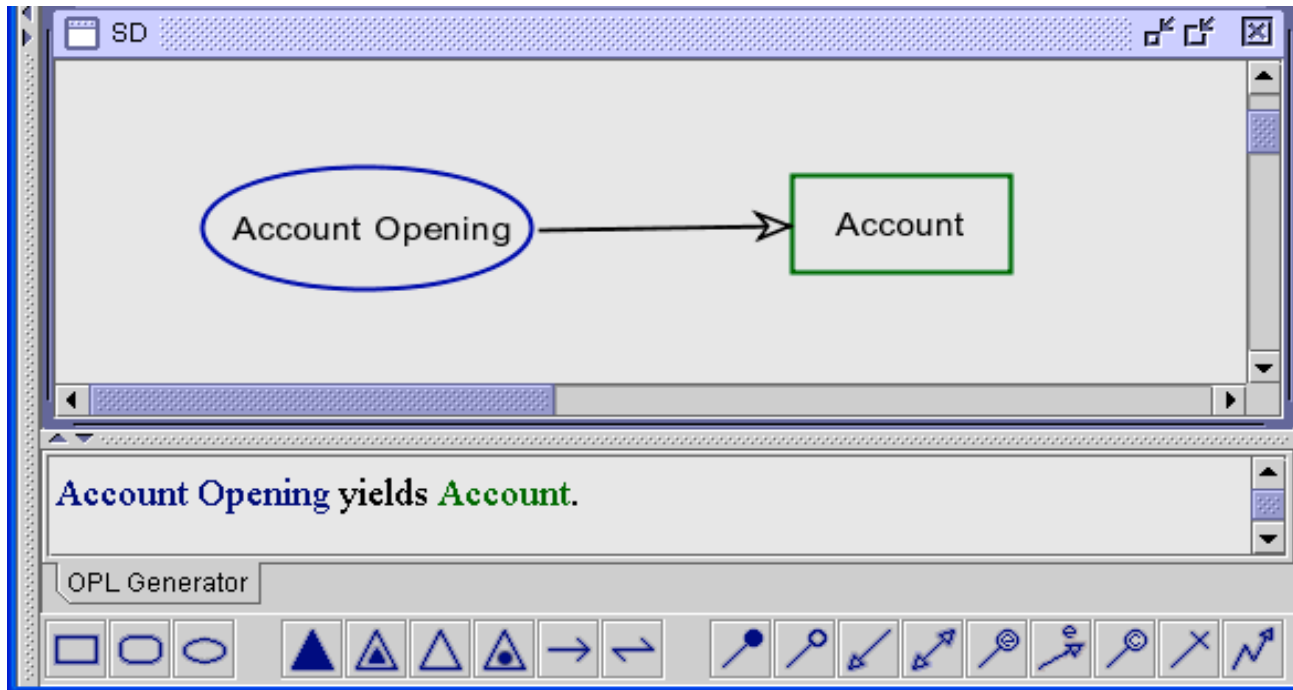 SD
Account Opening
Account
Account Opening yields Account.
OPL Generator
e
e
C